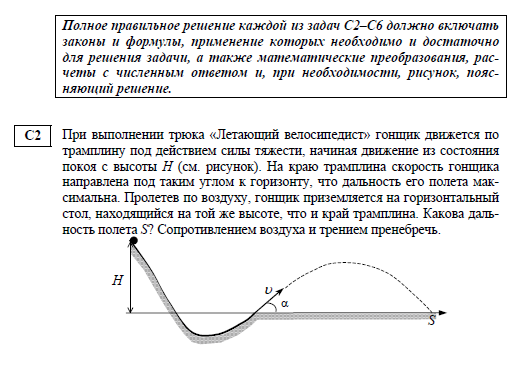 Полное правильное решение каждой из задач С2–С6 должно включать
законы и формулы, применение которых необходимо и достаточно
для решения задачи, а также математические преобразования, рас-
четы с численным ответом и, при необходимости, рисунок, пояс-
няющий решение.
С2
При выполнении трюка «Летающий велосипедист» гонщик движется по
трамплину под действием силы тяжести, начиная движение из состояния
покоя с высоты H (см. рисунок). На краю трамплина скорость гонщика
направлена под таким углом к горизонту, что дальность его полета мак-
симальна. Пролетев по воздуху, гонщик приземляется на горизонтальный
стол, находящийся на той же высоте, что и край трамплина. Какова даль-
ность полета S? Сопротивлением воздуха и трением пренебречь.
H
υ
α
S